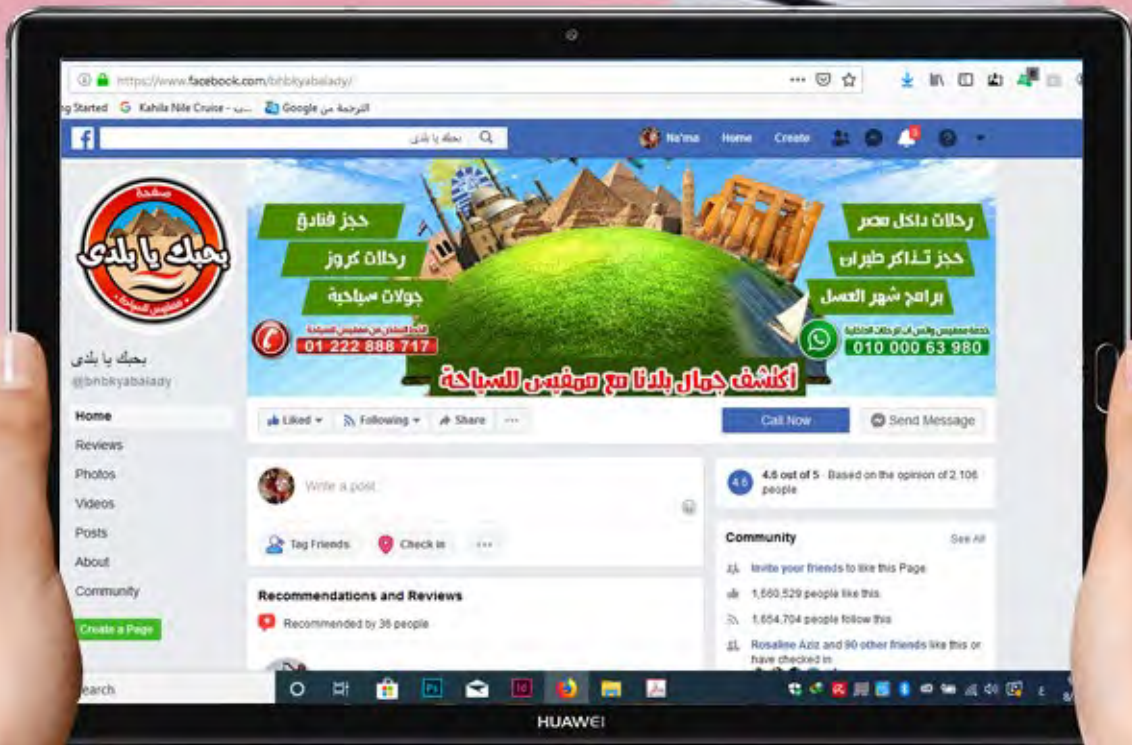 https://www.facebook.com/bhbkyabalady/
ng Started
Kahila Nile Cruise
الترجمة من Google
بحبك يا بلدى
Na'ma
Home
Create
صفحة
بحبك يا بلدى
ممفيس للسياحة
حجز فنادق
رحلات كروز
جولات سياحية
رحلات داخل مصر
حجز تذاكر طيران
برامج شهر العسل
01 222 888 717
010 000 63 980
أكتشف جمال بلدنا مع ممفيس للسياحة
بحبك يا بلدى
@bhbkyabalady
Home
Reviews
Photos
Videos
Posts
About
Community
Create a Page
Liked
Following
Share
Call Now
Send Message
Write a post
Tag Friends
Check in
Recommendations and Reviews
Recommended by 36 people
4.6
4.6 out of 5 · Based on the opinion of 2,106
people
Community
See All
Invite your friends to like this Page
1,660,529 people like this
1,654,704 people follow this
Rosaline Aziz and 90 other friends like this or
have checked in
earch
Ps
Id
HUAWEI